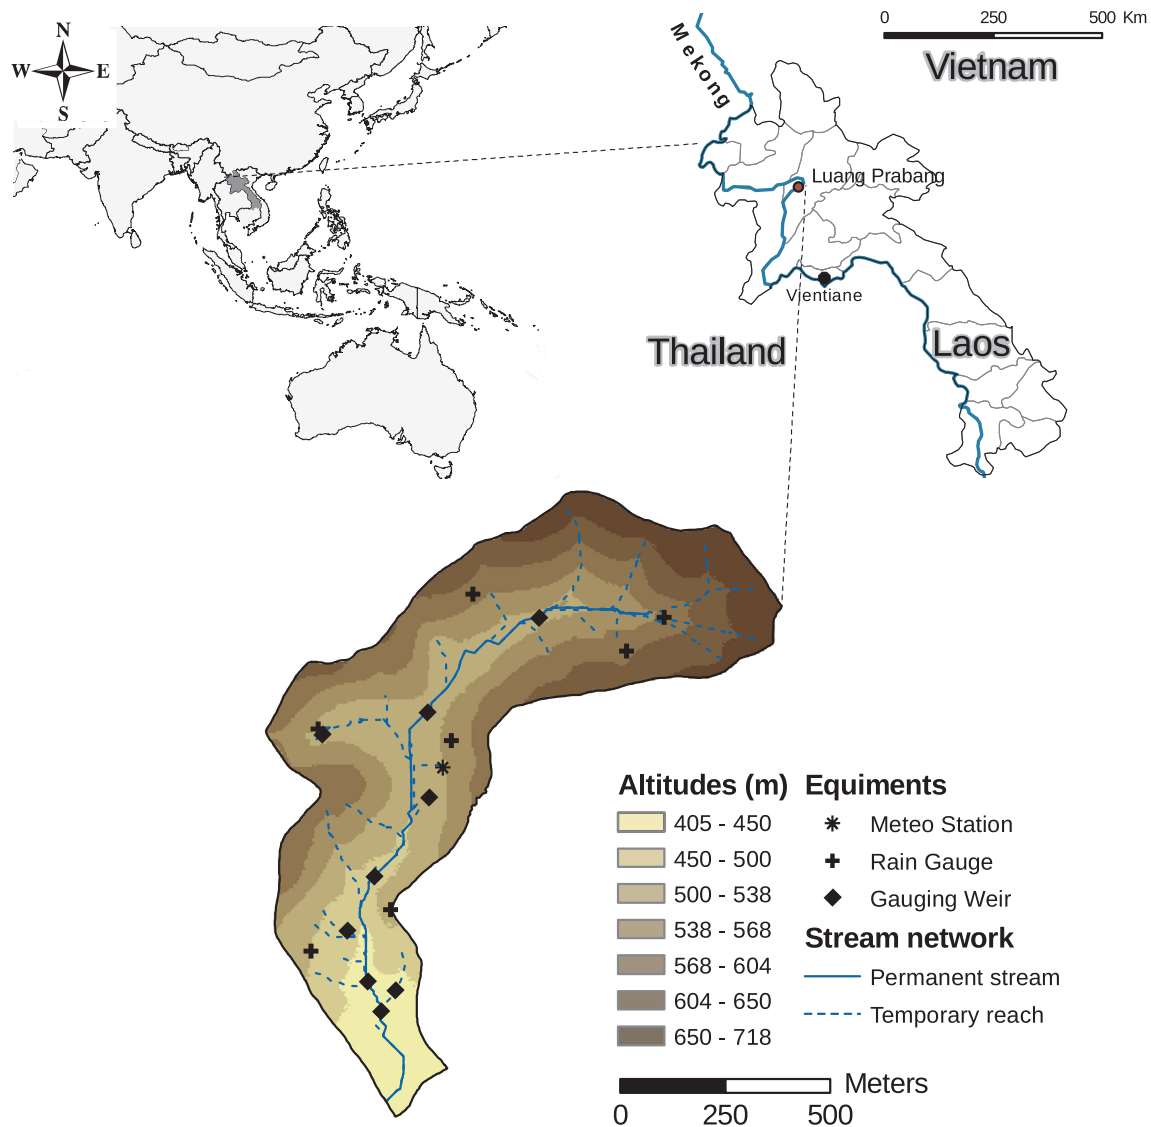 N
W E
S
0 250 500 Km
Mekong
Vietnam
Luang Prabang
Vientiane
Thailand
Laos
Altitudes (m)
405 - 450
450 - 500
500 - 538
538 - 568
568 - 604
604 - 650
650 - 718
Equiments
Meteo Station
Rain Gauge
Gauging Weir
Stream network
Permanent stream
Temporary reach
Meters
0 250 500